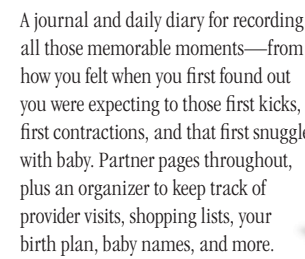 A journal and daily diary for recording
all those memorable moments—from
how you felt when you first found out
you were expecting to those first kicks,
first contractions, and that first snuggle
with baby. Partner pages throughout,
plus an organizer to keep track of
provider visits, shopping lists, your
birth plan, baby names, and more.